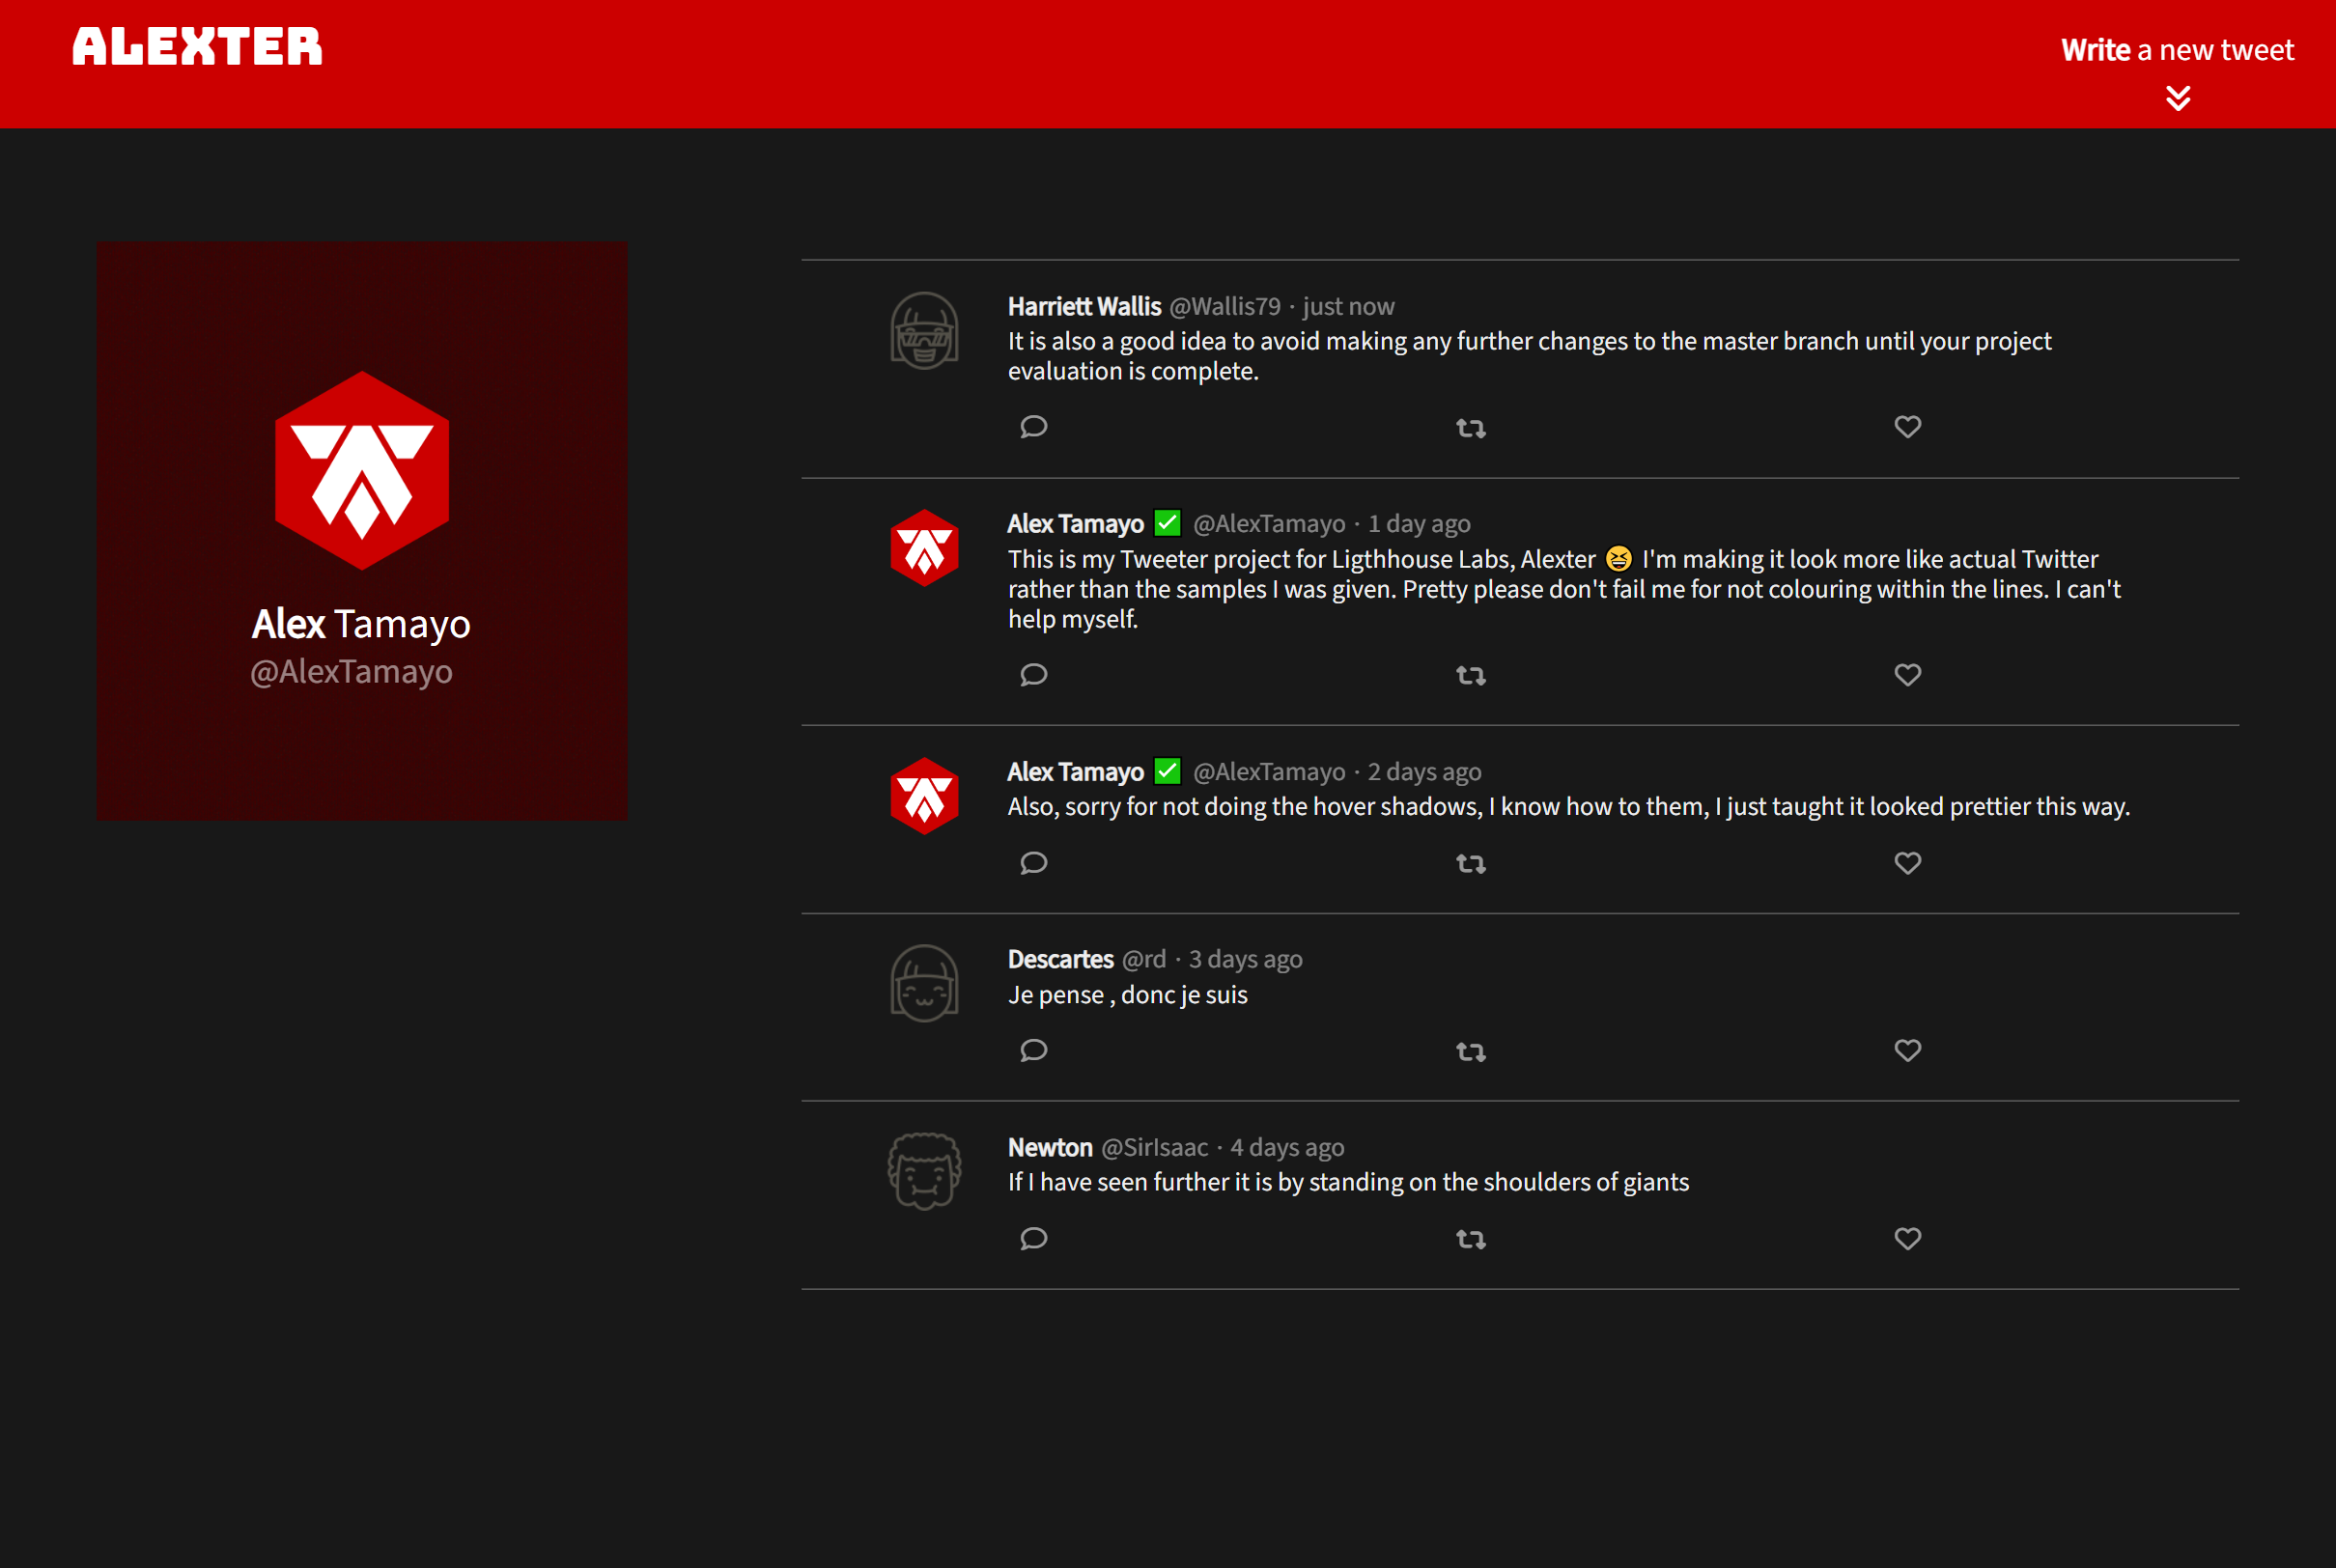 ALEXTER
Write a new tweet
Alex Tamayo
@AlexTamayo
Harriett Wallis @Wallis79 · just now
It is also a good idea to avoid making any further changes to the master branch until your project
evaluation is complete.
Alex Tamayo ✅ @AlexTamayo · 1 day ago
This is my Tweeter project for Ligthhouse Labs, Alexter 😆 I'm making it look more like actual Twitter
rather than the samples I was given. Pretty please don't fail me for not colouring within the lines. I can't
help myself.
Alex Tamayo ✅ @AlexTamayo · 2 days ago
Also, sorry for not doing the hover shadows, I know how to them, I just taught it looked prettier this way.
Descartes @rd · 3 days ago
Je pense , donc je suis
Newton @SirIsaac · 4 days ago
If I have seen further it is by standing on the shoulders of giants